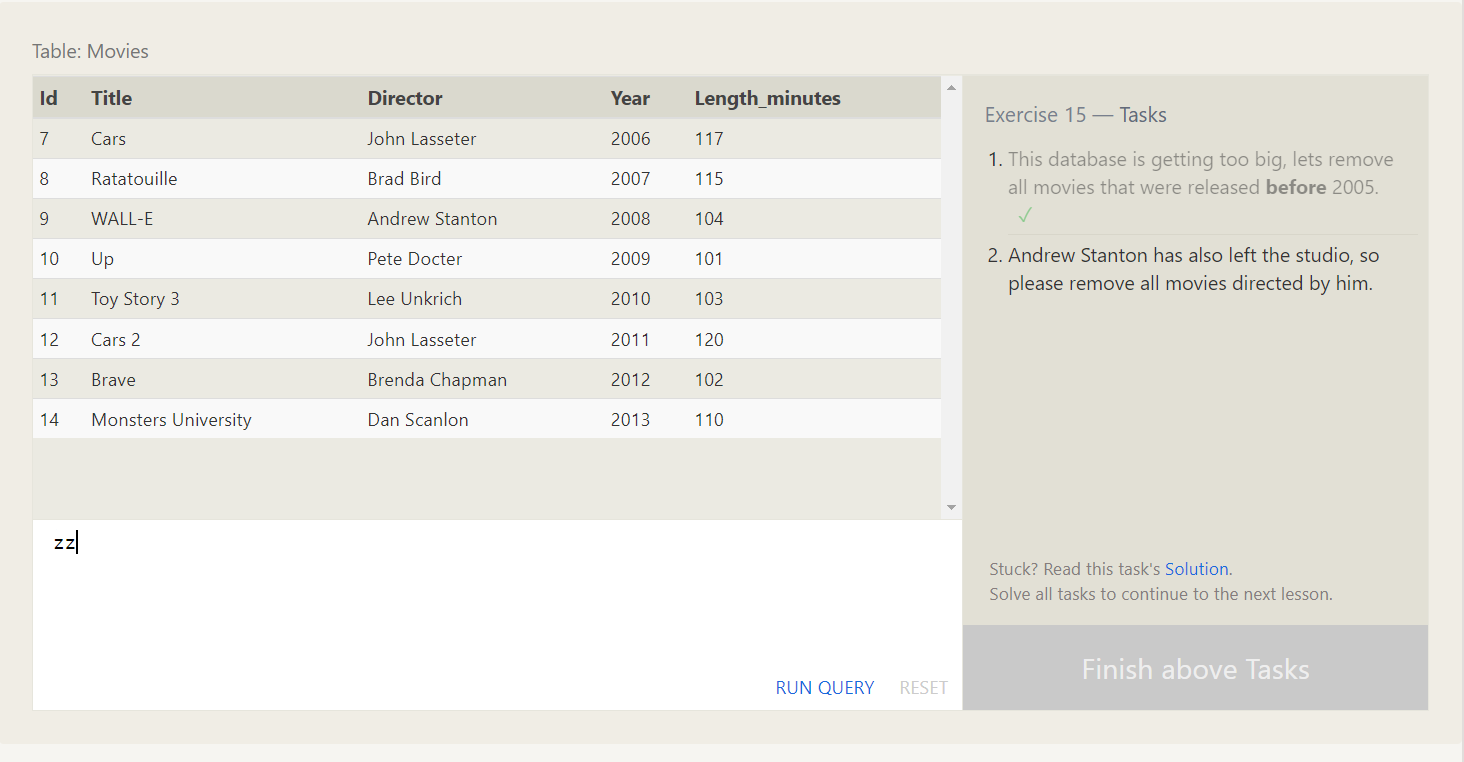 Table: Movies
Id Title Director Year Length_minutes
7 Cars John Lasseter 2006 117
8 Ratatouille Brad Bird 2007 115
9 WALL-E Andrew Stanton 2008 104
10 Up Pete Docter 2009 101
11 Toy Story 3 Lee Unkrich 2010 103
12 Cars 2 John Lasseter 2011 120
13 Brave Brenda Chapman 2012 102
14 Monsters University Dan Scanlon 2013 110
zz
RUN QUERY RESET
Exercise 15 — Tasks
1. This database is getting too big, lets remove
all movies that were released before 2005.
✓
2. Andrew Stanton has also left the studio, so
please remove all movies directed by him.
Stuck? Read this task's Solution.
Solve all tasks to continue to the next lesson.
Finish above Tasks